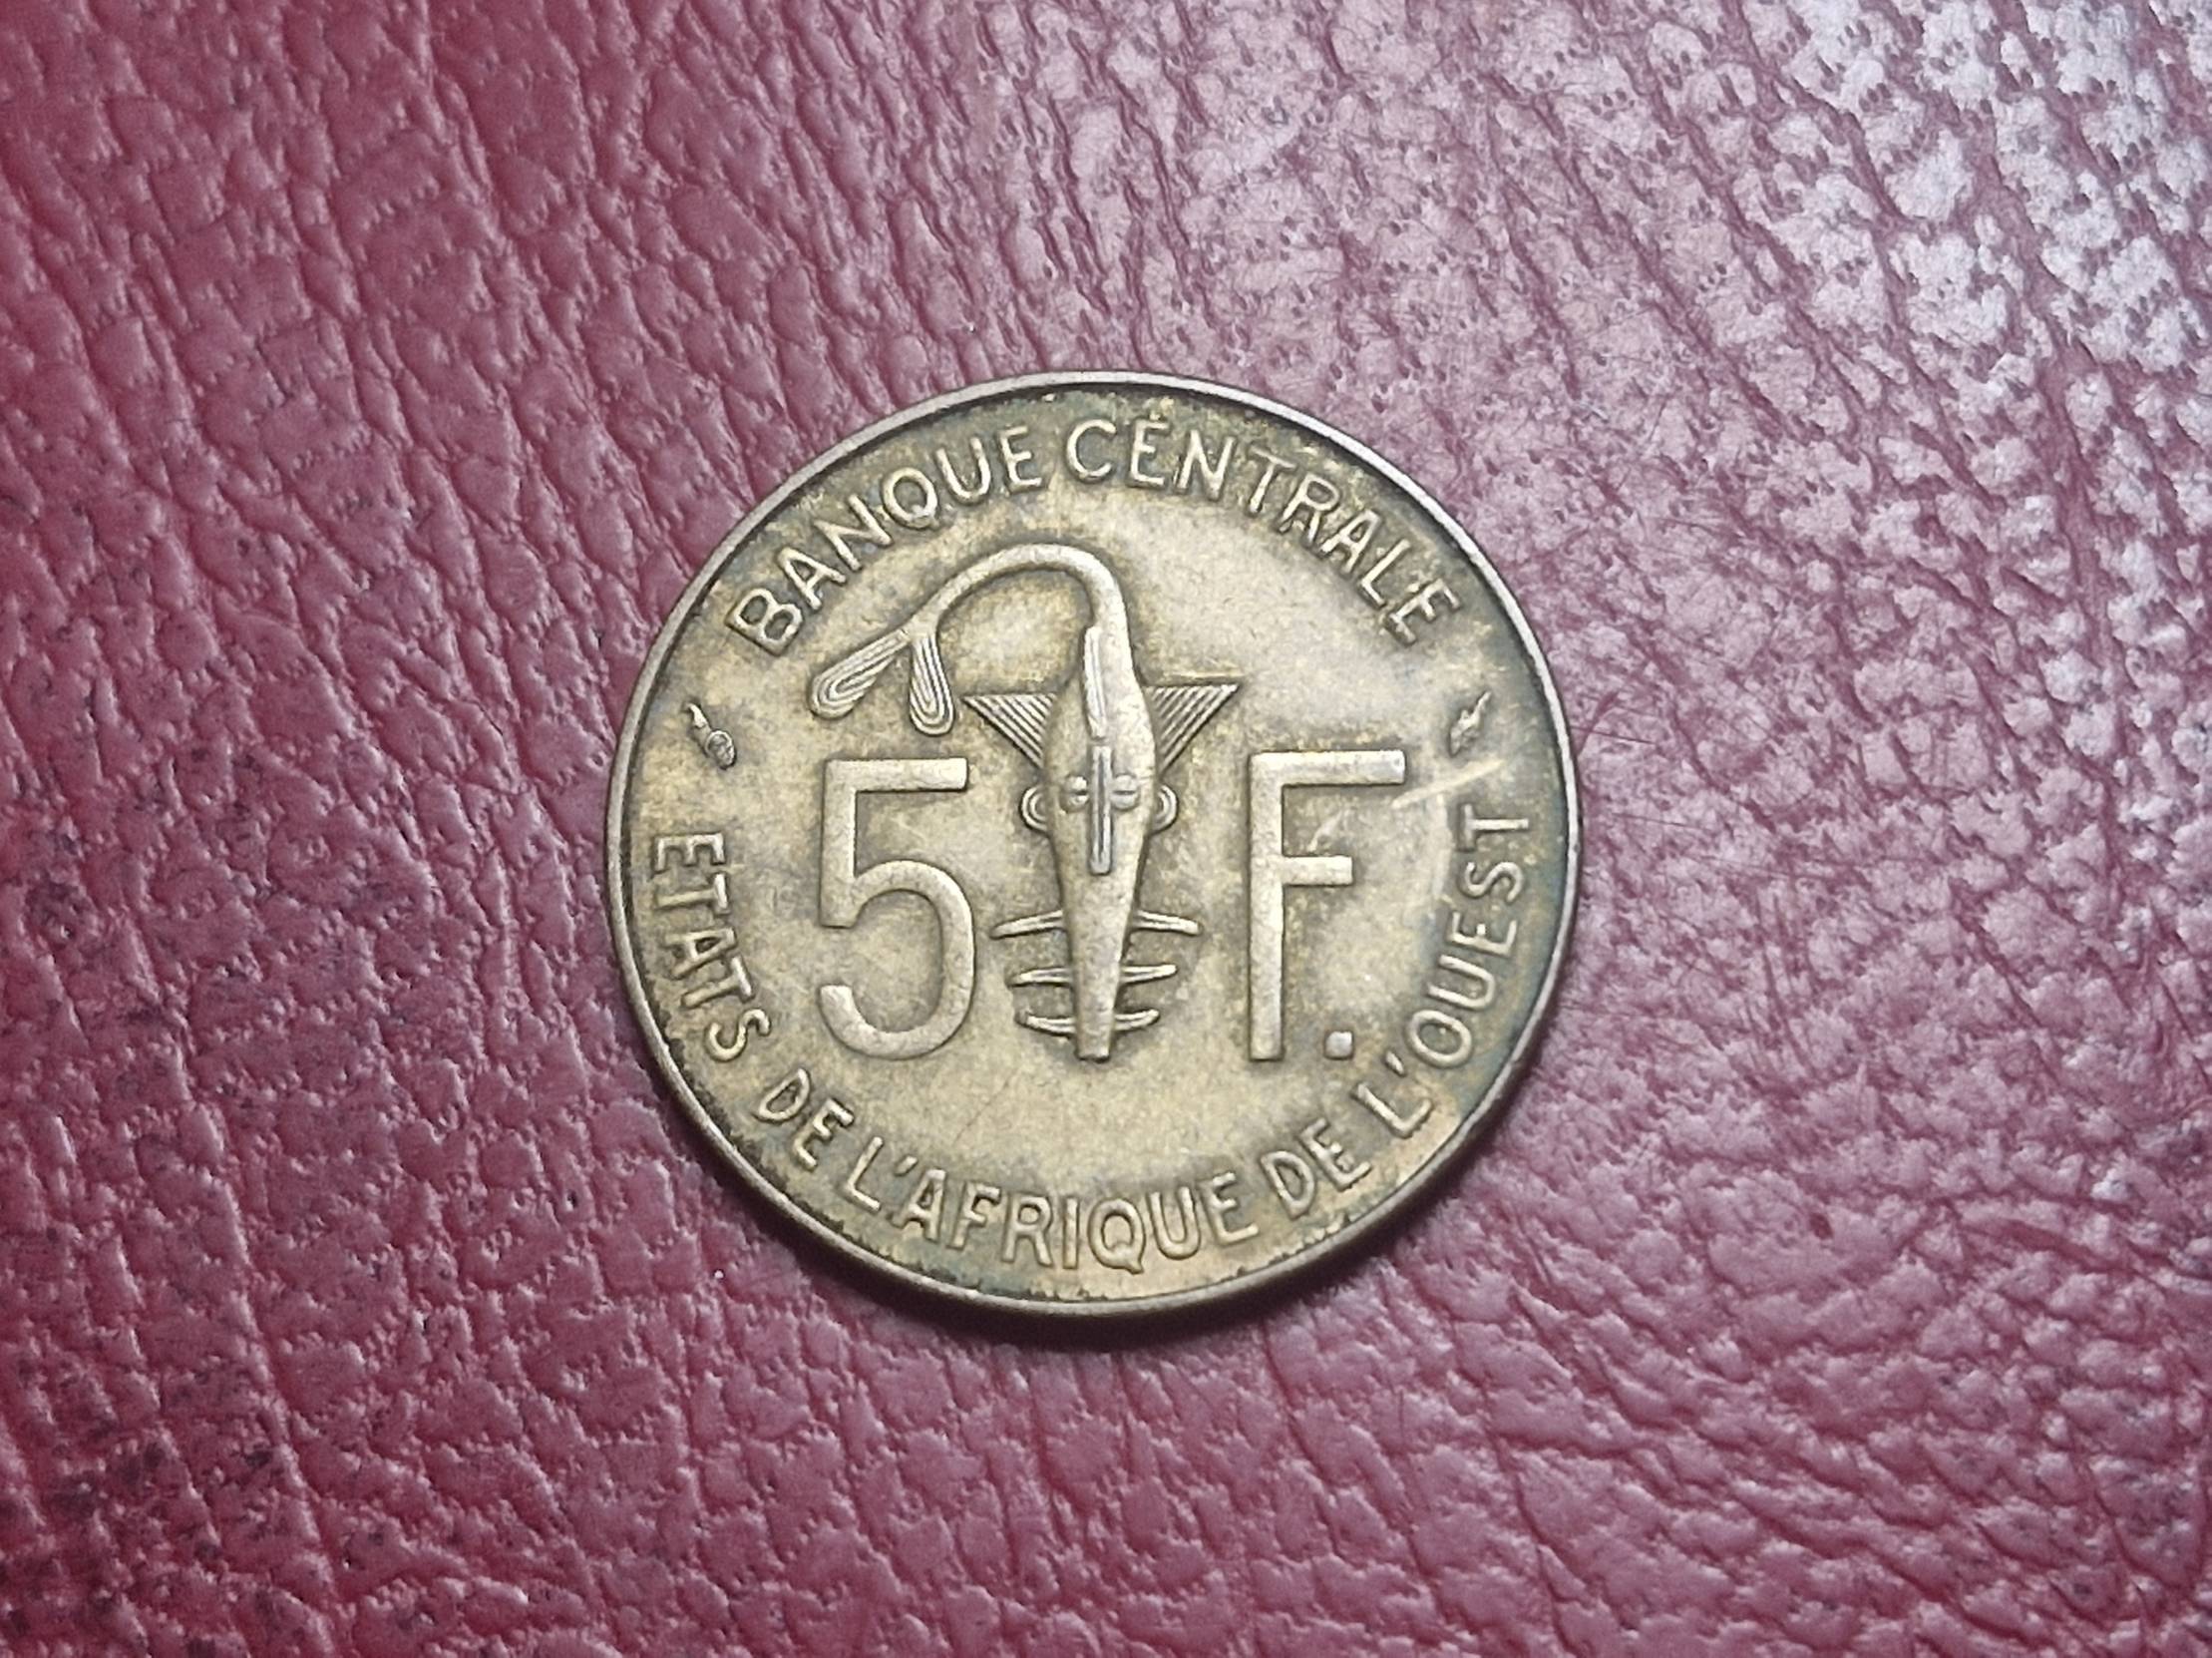 BANQUE CENTRALE
5 F.
ETATS DE L'AFRIQUE DE L'OUEST